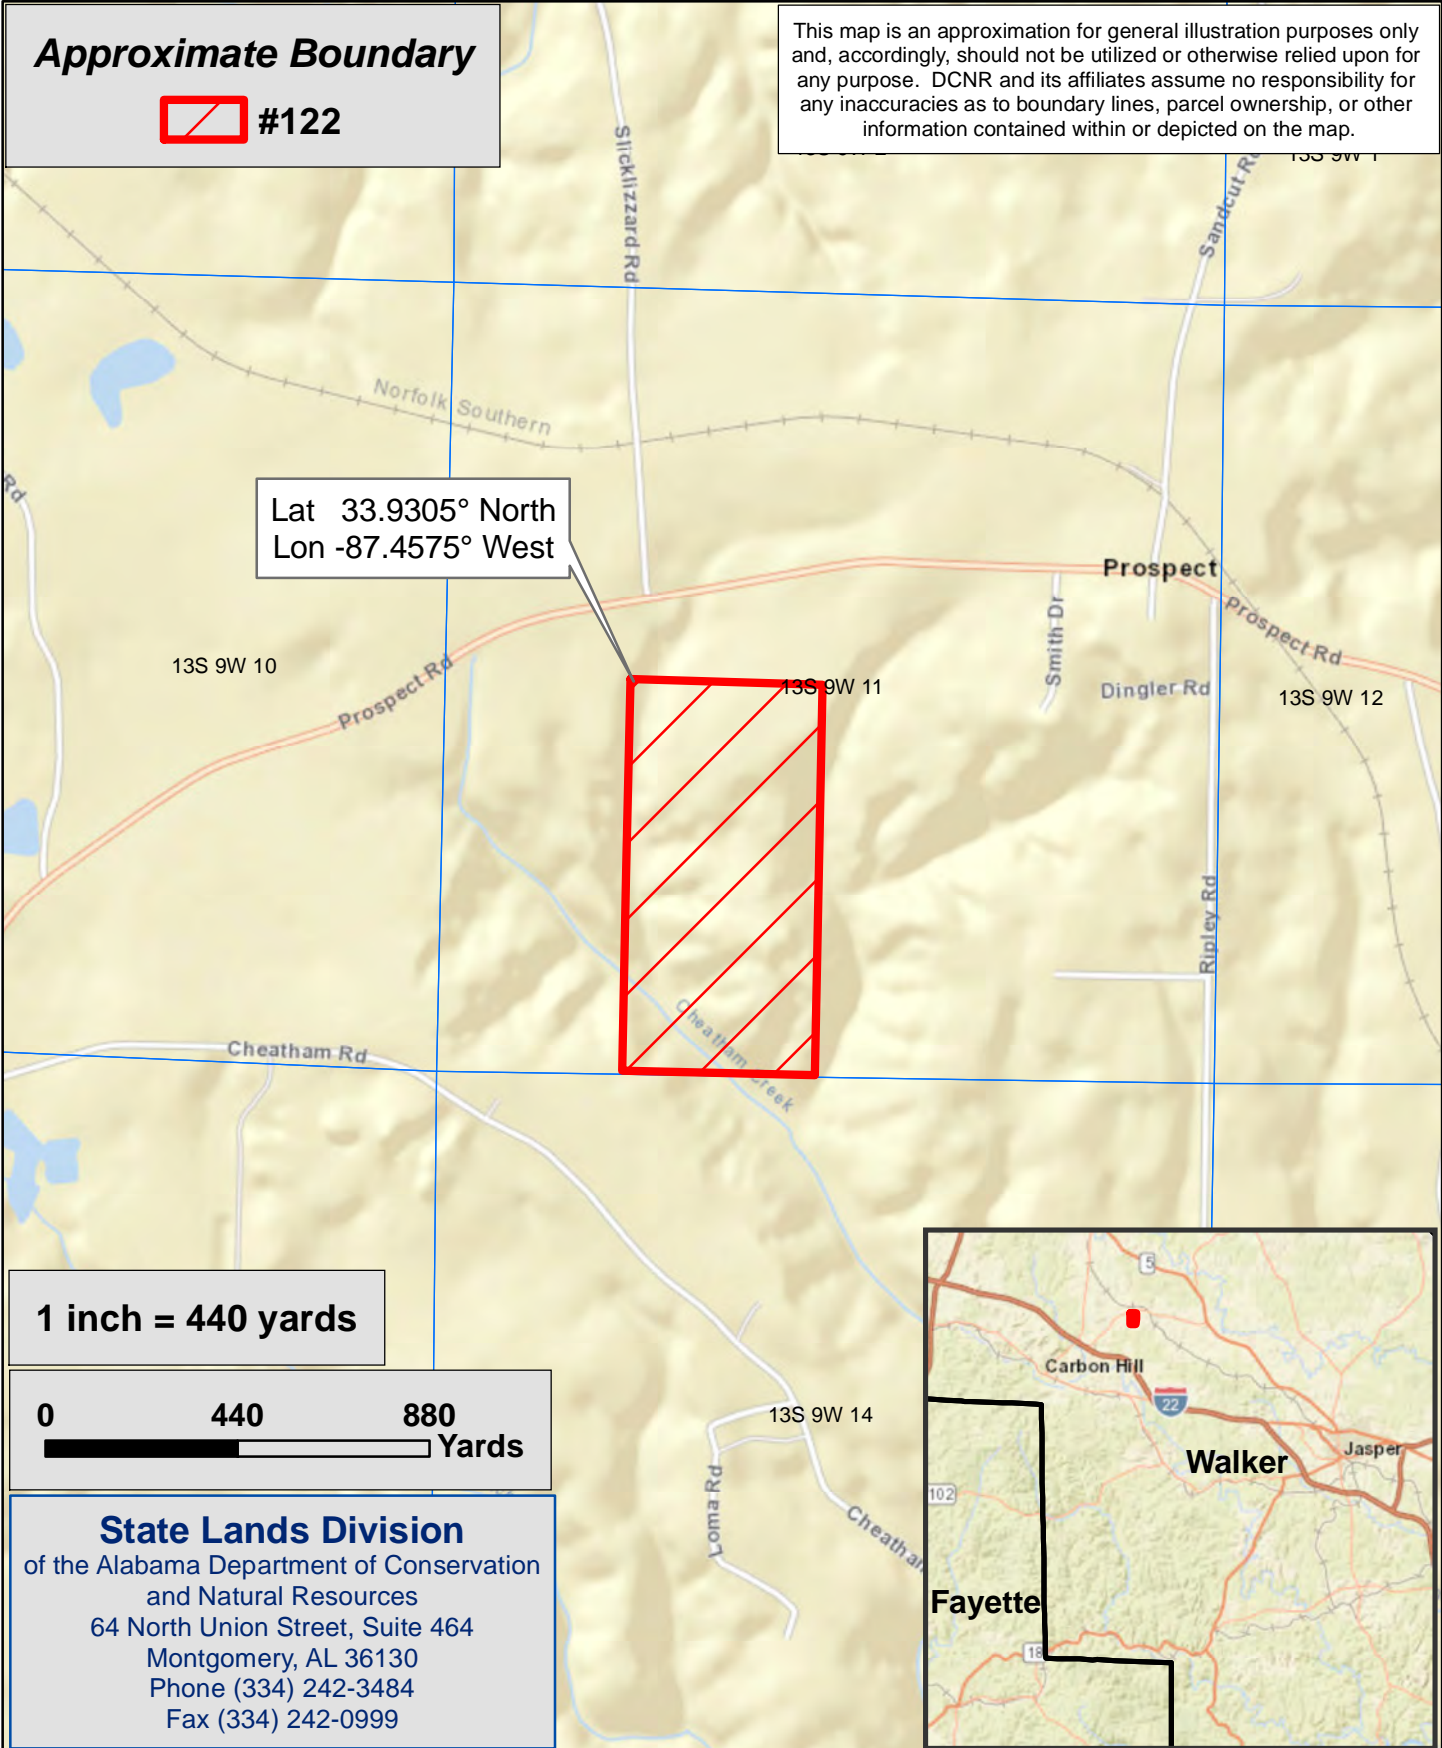 Approximate Boundary
#122
This map is an approximation for general illustration purposes only
and, accordingly, should not be utilized or otherwise relied upon for
any purpose. DCNR and its affiliates assume no responsibility for
any inaccuracies as to boundary lines, parcel ownership, or other
information contained within or depicted on the map.
13S 9W 1
Slicklizzard Rd
Sandcut Rd
Norfolk Southern
Rd
Lat 33.9305° North
Lon -87.4575° West
Prospect
Prospect Rd
Smith Dr
13S 9W 10
Prospect Rd
13S 9W 11
Dingler Rd
13S 9W 12
Ripley Rd
Cheatham Creek
Cheatham Rd
1 inch = 440 yards
0 440 880
Yards
13S 9W 14
Loma Rd
Cheatham
State Lands Division
of the Alabama Department of Conservation
and Natural Resources
64 North Union Street, Suite 464
Montgomery, AL 36130
Phone (334) 242-3484
Fax (334) 242-0999
5
Carbon Hill
22
Jasper
Walker
102
Fayette
18